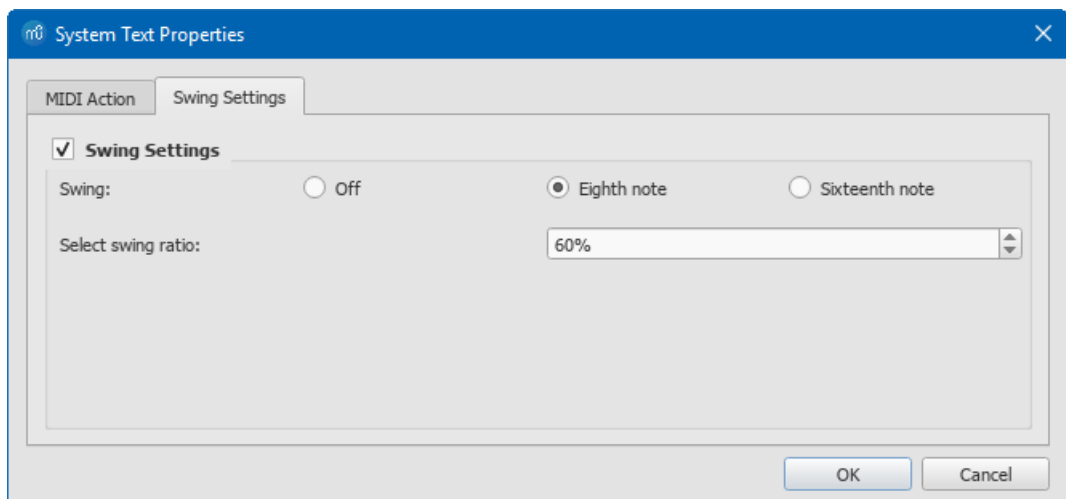 System Text Properties
MIDI Action Swing Settings
Swing Settings
Swing: Off Eighth note Sixteenth note
Select swing ratio: 60%
OK Cancel